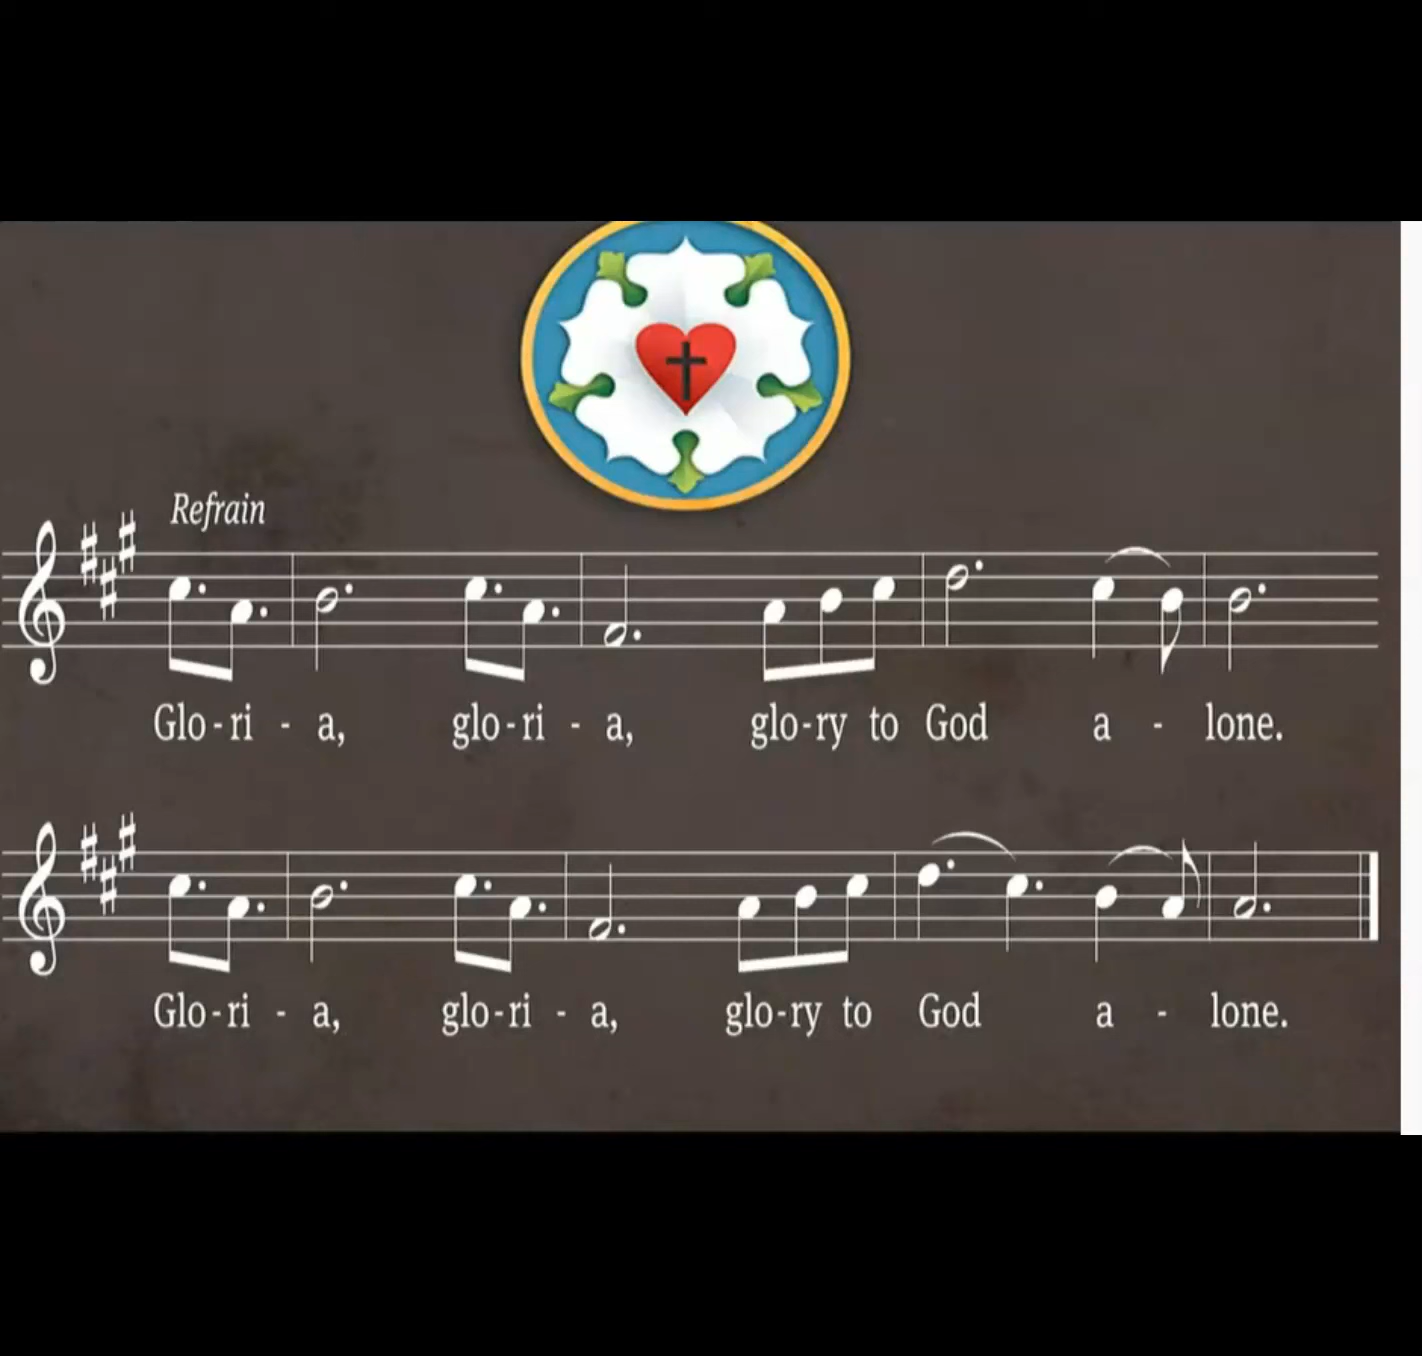 Refrain
Glo-ri - a, glo-ri - a, glo-ry to God a - lone.
Glo-ri - a, glo-ri - a, glo-ry to God a - lone.